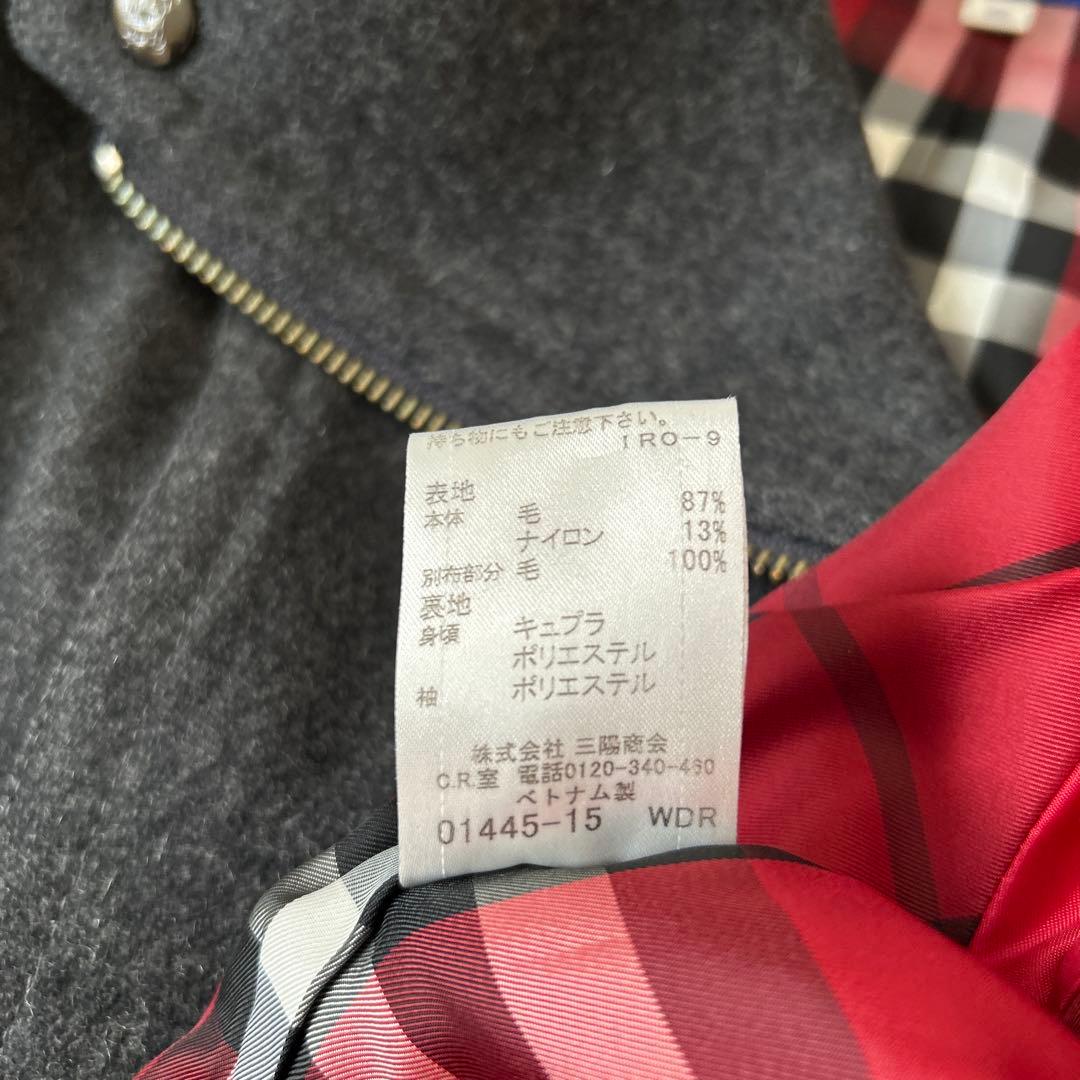 持ち物にもご注意下さい。
IRO-9
表地
本体 毛 87%
ナイロン 13%
別布部分 毛 100%
裏地
身頃 キュプラ
ポリエステル
袖 ポリエステル
株式会社 三陽商会
C.R.室 電話0120-340-460
ベトナム製
01445-15 WDR